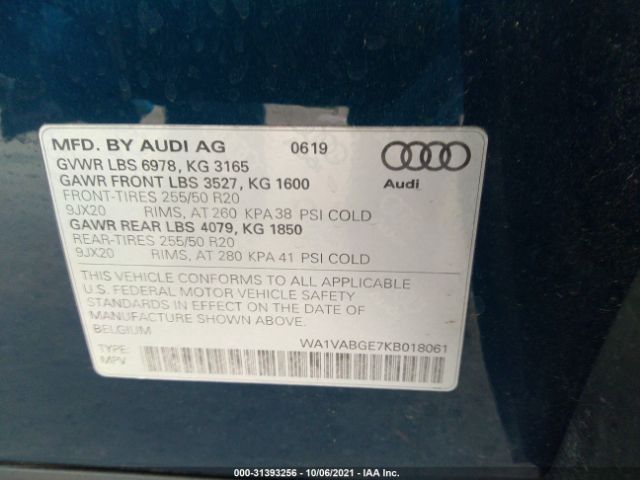 MFD. BY AUDI AG 0619
GVWR LBS 6978, KG 3165
GAWR FRONT LBS 3527, KG 1600
Audi
FRONT-TIRES 255/50 R20
9JX20 RIMS, AT 260 KPA 38 PSI COLD
GAWR REAR LBS 4079, KG 1850
REAR-TIRES 255/50 R20
9JX20 RIMS, AT 280 KPA 41 PSI COLD
THIS VEHICLE CONFORMS TO ALL APPLICABLE
U.S. FEDERAL MOTOR VEHICLE SAFETY
STANDARDS IN EFFECT ON THE DATE OF
MANUFACTURE SHOWN ABOVE.
BELGIUM
TYPE: WA1VABGE7KB018061
MPV
000-31393256 - 10/06/2021 - IAA Inc.